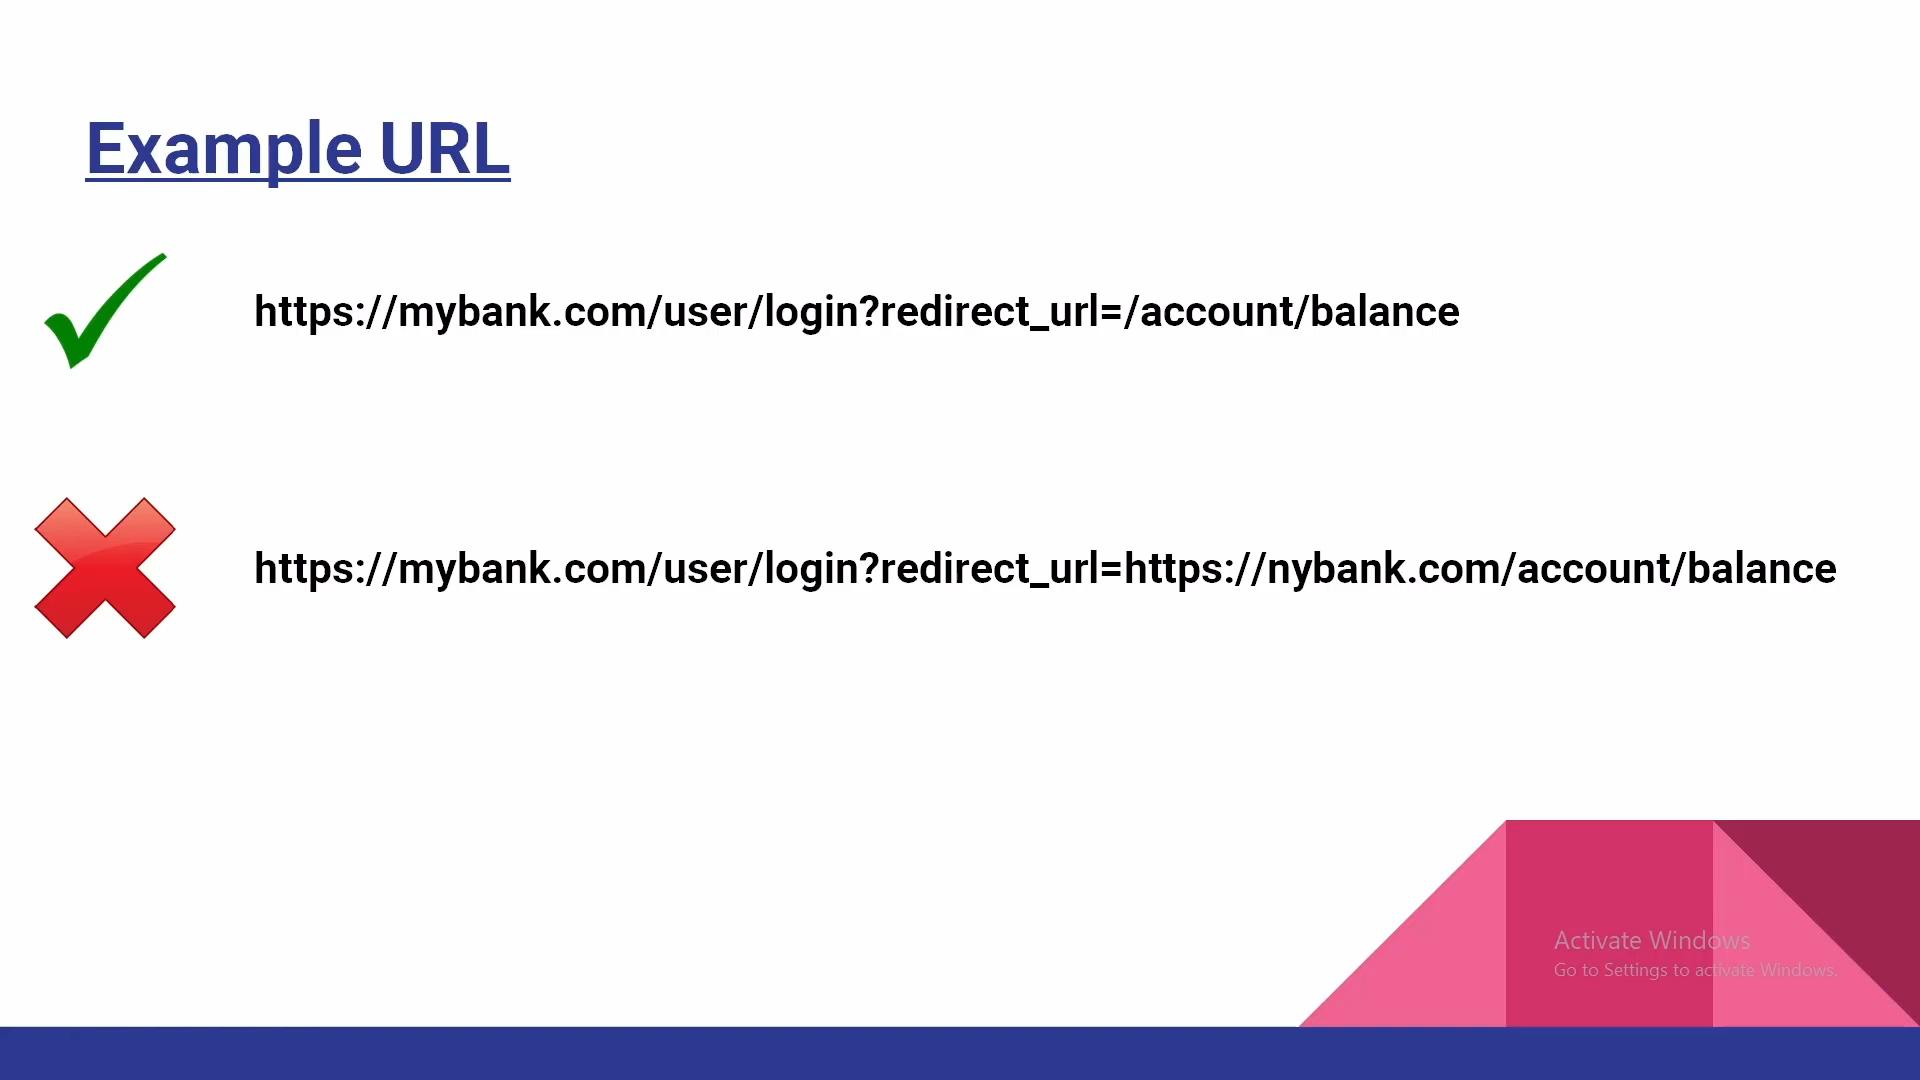 Example URL
https://mybank.com/user/login?redirect_url=/account/balance
https://mybank.com/user/login?redirect_url=https://nybank.com/account/balance
Activate Windows
Go to Settings to activate Windows.